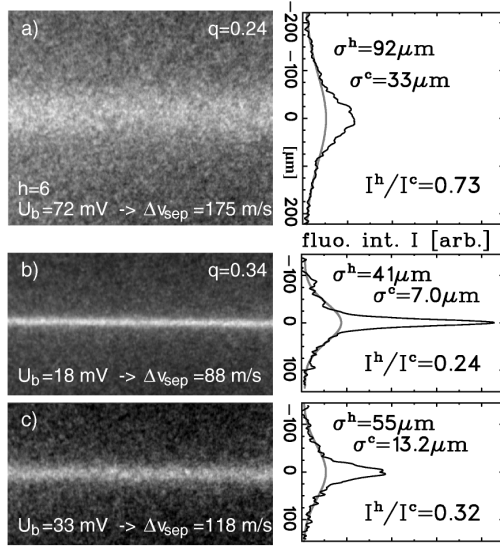 a) q=0.24
h=6
U_b=72 mV -> Δv_sep=175 m/s
-200
-100
0
100
200
[μm]
σ^h=92μm
σ^c=33μm
I^h/I^c=0.73
fluo. int. I [arb.]
b) q=0.34
U_b=18 mV -> Δv_sep=88 m/s
-100
0
100
σ^h=41μm
σ^c=7.0μm
I^h/I^c=0.24
c)
U_b=33 mV -> Δv_sep=118 m/s
-100
0
100
σ^h=55μm
σ^c=13.2μm
I^h/I^c=0.32